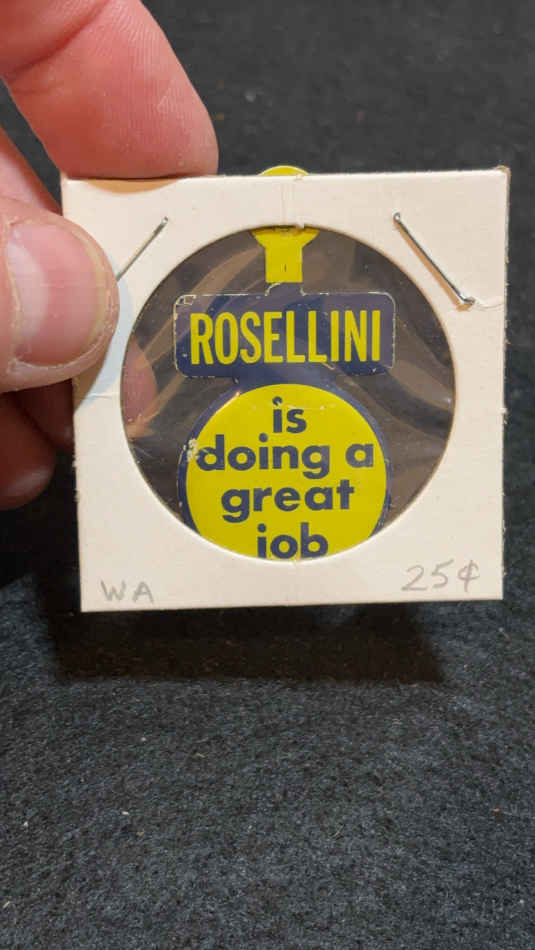 ROSELLINI
is
doing a
great
job
WA 25¢